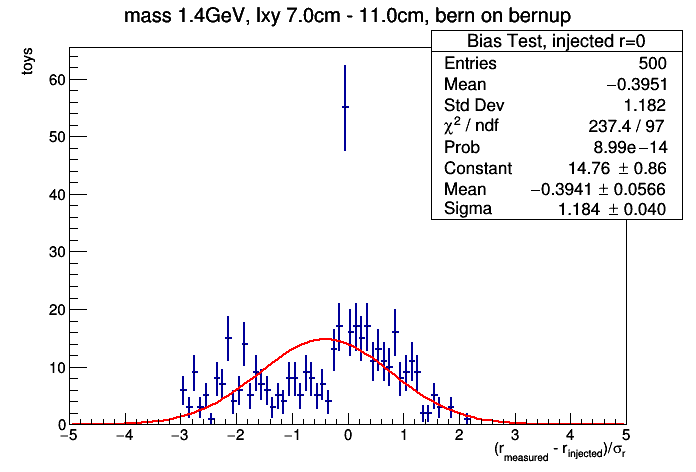 mass 1.4GeV, lxy 7.0cm - 11.0cm, bern on bernup
Bias Test, injected r=0
Entries 500
Mean −0.3951
Std Dev 1.182
χ² / ndf 237.4 / 97
Prob 8.99e−14
Constant 14.76 ± 0.86
Mean −0.3941 ± 0.0566
Sigma 1.184 ± 0.040
toys
60
50
40
30
20
10
0
−5 −4 −3 −2 −1 0 1 2 3 4 5
(r_measured - r_injected)/σ_r